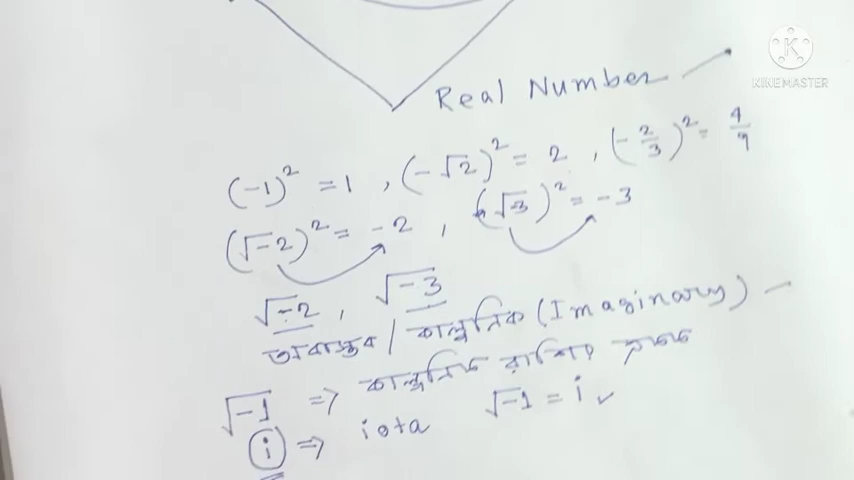 KINEMASTER
Real Number
(-1)² = 1 , (-√2)² = 2 , (-2/3)² = 4/9
(√-2)² = -2 , (√-3)² = -3
√-2 , √-3
অবাস্তব / কাল্পনিক (Imaginary)
√-1 ⇒ কাল্পনিক রাশিৰ
i ⇒ iota √-1 = i